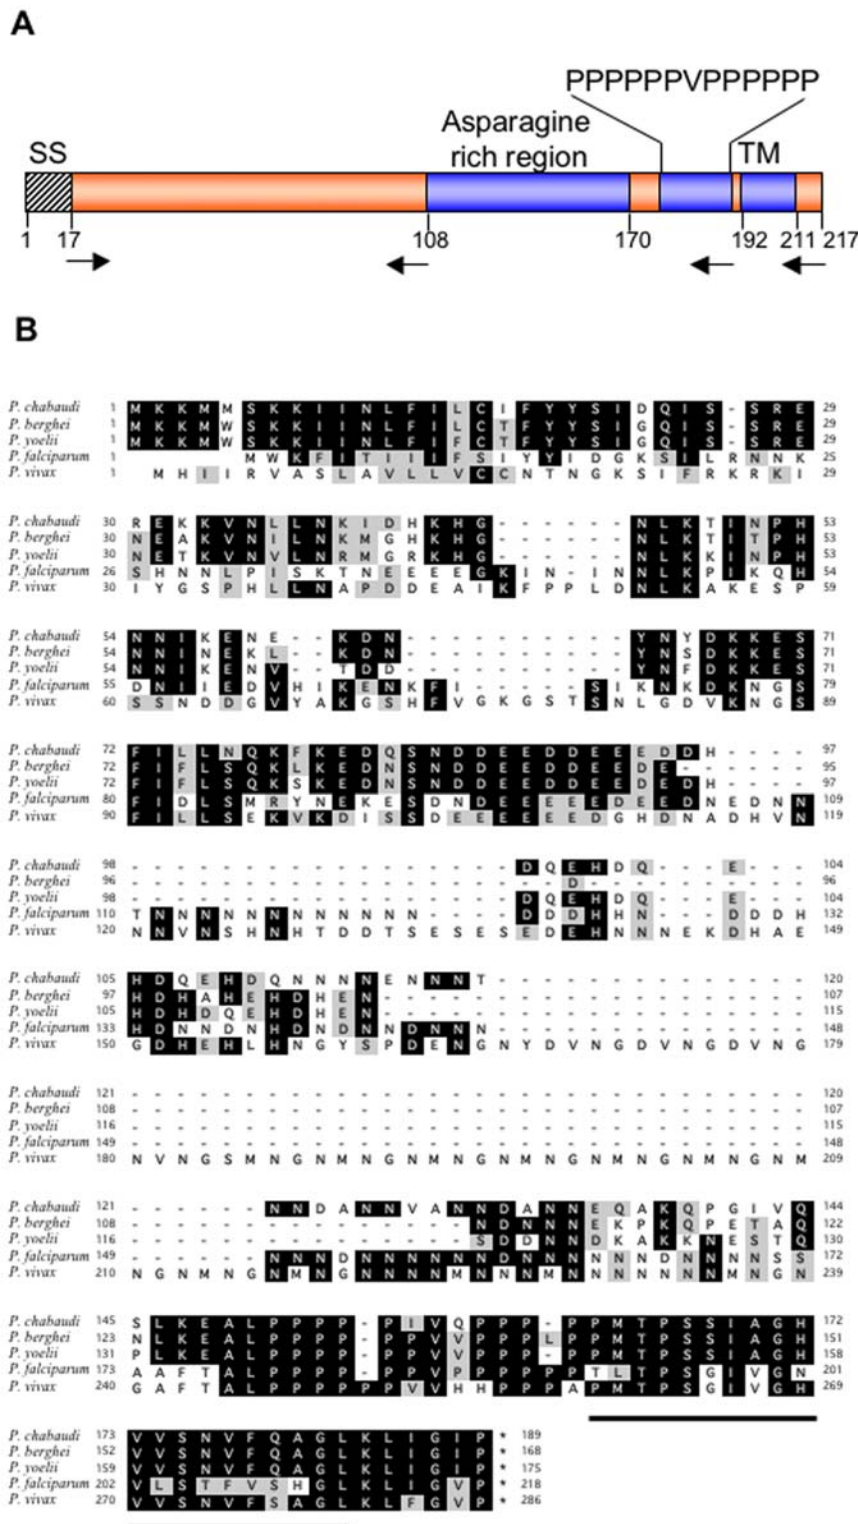 A
PPPPPPVPPPPPP
Asparagine
rich region
SS
TM
1 17 108 170 192 211 217
B
P. chabaudi 1 M K K M M S K K I I N L F I L C I F Y Y S I D Q I S - S R E 29
P. berghei 1 M K K M W S K K I I N L F I L C T F Y Y S I G Q I S - S R E 29
P. yoelii 1 M K K M W S K K I I N L F I F C T F Y Y S I G Q I S - S R E 29
P. falciparum 1 M W K F I T I I I F S I Y Y I D G K S I L R N N K 25
P. vivax 1 M H I I R V A S L A V L L V C C N T N G K S I F R K R K I 29
P. chabaudi 30 R E K K V N L L N K I D H K H G - - - - - - N L K T I N P H 53
P. berghei 30 N E A K V N I L N K M G H K H G - - - - - - N L K T I T P H 53
P. yoelii 30 N E T K V N V L N R M G R K H G - - - - - - N L K K I N P H 53
P. falciparum 26 S H N N L P I S K T N E E E E G K I N - I N N L K P I K Q H 54
P. vivax 30 I Y G S P H L L N A P D D E A I K F P P L D N L K A K E S P 59
P. chabaudi 54 N N I K E N E - - K D N - - - - - - - - - - Y N Y D K K E S 71
P. berghei 54 N N I N E K L - - K D N - - - - - - - - - - Y N S D K K E S 71
P. yoelii 54 N N I K E N V - - T D D - - - - - - - - - - Y N F D K K E S 71
P. falciparum 55 D N I I E D V H I K E N K F I - - - - - S I K N K D K N G S 79
P. vivax 60 S S N D D G V Y A K G S H F V G K G S T S N L G D V K N G S 89
P. chabaudi 72 F I L L N Q K F K E D Q S N D D E E D D E E E D D H - - - - 97
P. berghei 72 F I F L S Q K L K E D N S N D D E E D D E E D E - - - - - - 95
P. yoelii 72 F I F L S Q K S K E D N S N D D E E D D E E D E D H - - - - 97
P. falciparum 80 F I D L S M R Y N E K E S D N D E E E E E D E E D N E D N N 109
P. vivax 90 F I L L S E K V K D I S S D E E E E E E D G H D N A D H V N 119
P. chabaudi 98 - - - - - - - - - - - - - - - - - D Q E H D Q - - - E - - - 104
P. berghei 96 - - - - - - - - - - - - - - - - - - - D - - - - - - - - - - 96
P. yoelii 98 - - - - - - - - - - - - - - - - - D Q E H D Q - - - E - - - 104
P. falciparum 110 T N N N N N N N N N N N N - - - - D D D H H N - - - D D D H 132
P. vivax 120 N N V N S H N H T D D T S E S E S E D E H N N N E K D H A E 149
P. chabaudi 105 H D Q E H D Q N N N N E N N N T - - - - - - - - - - - - - - 120
P. berghei 97 H D H A H E H D H E N - - - - - - - - - - - - - - - - - - - 107
P. yoelii 105 H D H D Q E H D H E N - - - - - - - - - - - - - - - - - - - 115
P. falciparum 133 H D N N D N H D N D N N D N N N - - - - - - - - - - - - - - 148
P. vivax 150 G D H E H L H N G Y S P D E N G N Y D V N G D V N G D V N G 179
P. chabaudi 121 - - - - - - - - - - - - - - - - - - - - - - - - - - - - - - 120
P. berghei 108 - - - - - - - - - - - - - - - - - - - - - - - - - - - - - - 107
P. yoelii 116 - - - - - - - - - - - - - - - - - - - - - - - - - - - - - - 115
P. falciparum 149 - - - - - - - - - - - - - - - - - - - - - - - - - - - - - - 148
P. vivax 180 N V N G S M N G N M N G N M N G N M N G N M N G N M N G N M 209
P. chabaudi 121 - - - - - - N N D A N N V A N N D A N N E Q A K Q P G I V Q 144
P. berghei 108 - - - - - - - - - - - - - - - N D N N N E K P K Q P E T A Q 122
P. yoelii 116 - - - - - - - - - - - - - - - S D D N N D K A K K N E S T Q 130
P. falciparum 149 - - - - - - N N N D N N N N N N D N N N N N N D N N N N S S 172
P. vivax 210 N G N M N G N M N G N N N N M N N N M N N N N N N N M N G N 239
P. chabaudi 145 S L K E A L P P P P - P I V Q P P P - P P M T P S S I A G H 172
P. berghei 123 N L K E A L P P P P - P P V V P P P L P P M T P S S I A G H 151
P. yoelii 131 P L K E A L P P P P - P P V V P P P - P P M T P S S I A G H 158
P. falciparum 173 A A F T A L P P P P - P P V P P P P P P T L T P S G I V G N 201
P. vivax 240 G A F T A L P P P P P P V V H H P P P A P M T P S G I V G H 269
P. chabaudi 173 V V S N V F Q A G L K L I G I P * 189
P. berghei 152 V V S N V F Q A G L K L I G I P * 168
P. yoelii 159 V V S N V F Q A G L K L I G I P * 175
P. falciparum 202 V L S T F V S H G L K L I G V P * 218
P. vivax 270 V V S N V F S A G L K L F G V P * 286